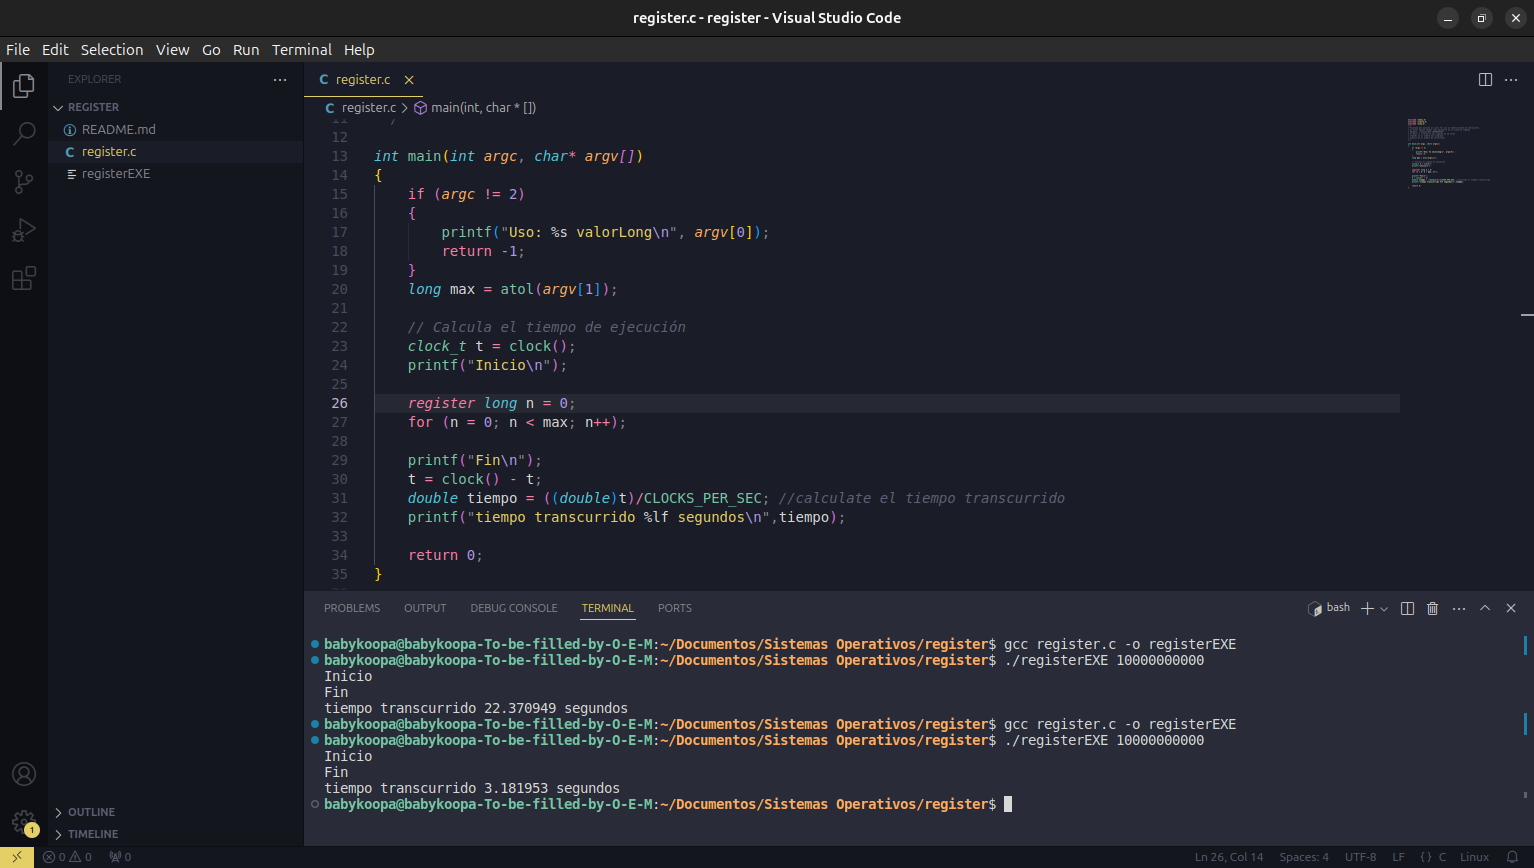 register.c - register - Visual Studio Code
File Edit Selection View Go Run Terminal Help
EXPLORER
REGISTER
README.md
register.c
registerEXE
OUTLINE
TIMELINE
1
register.c
register.c > main(int, char * [])
11 */
12
13 int main(int argc, char* argv[])
14 {
15 if (argc != 2)
16 {
17 printf("Uso: %s valorLong\n", argv[0]);
18 return -1;
19 }
20 long max = atol(argv[1]);
21
22 // Calcula el tiempo de ejecución
23 clock_t t = clock();
24 printf("Inicio\n");
25
26 register long n = 0;
27 for (n = 0; n < max; n++);
28
29 printf("Fin\n");
30 t = clock() - t;
31 double tiempo = ((double)t)/CLOCKS_PER_SEC; //calculate el tiempo transcurrido
32 printf("tiempo transcurrido %lf segundos\n",tiempo);
33
34 return 0;
35 }
PROBLEMS OUTPUT DEBUG CONSOLE TERMINAL PORTS
bash
babykoopa@babykoopa-To-be-filled-by-O-E-M:~/Documentos/Sistemas Operativos/register$ gcc register.c -o registerEXE
babykoopa@babykoopa-To-be-filled-by-O-E-M:~/Documentos/Sistemas Operativos/register$ ./registerEXE 10000000000
Inicio
Fin
tiempo transcurrido 22.370949 segundos
babykoopa@babykoopa-To-be-filled-by-O-E-M:~/Documentos/Sistemas Operativos/register$ gcc register.c -o registerEXE
babykoopa@babykoopa-To-be-filled-by-O-E-M:~/Documentos/Sistemas Operativos/register$ ./registerEXE 10000000000
Inicio
Fin
tiempo transcurrido 3.181953 segundos
babykoopa@babykoopa-To-be-filled-by-O-E-M:~/Documentos/Sistemas Operativos/register$
0 0 0 Ln 26, Col 14 Spaces: 4 UTF-8 LF {} C Linux